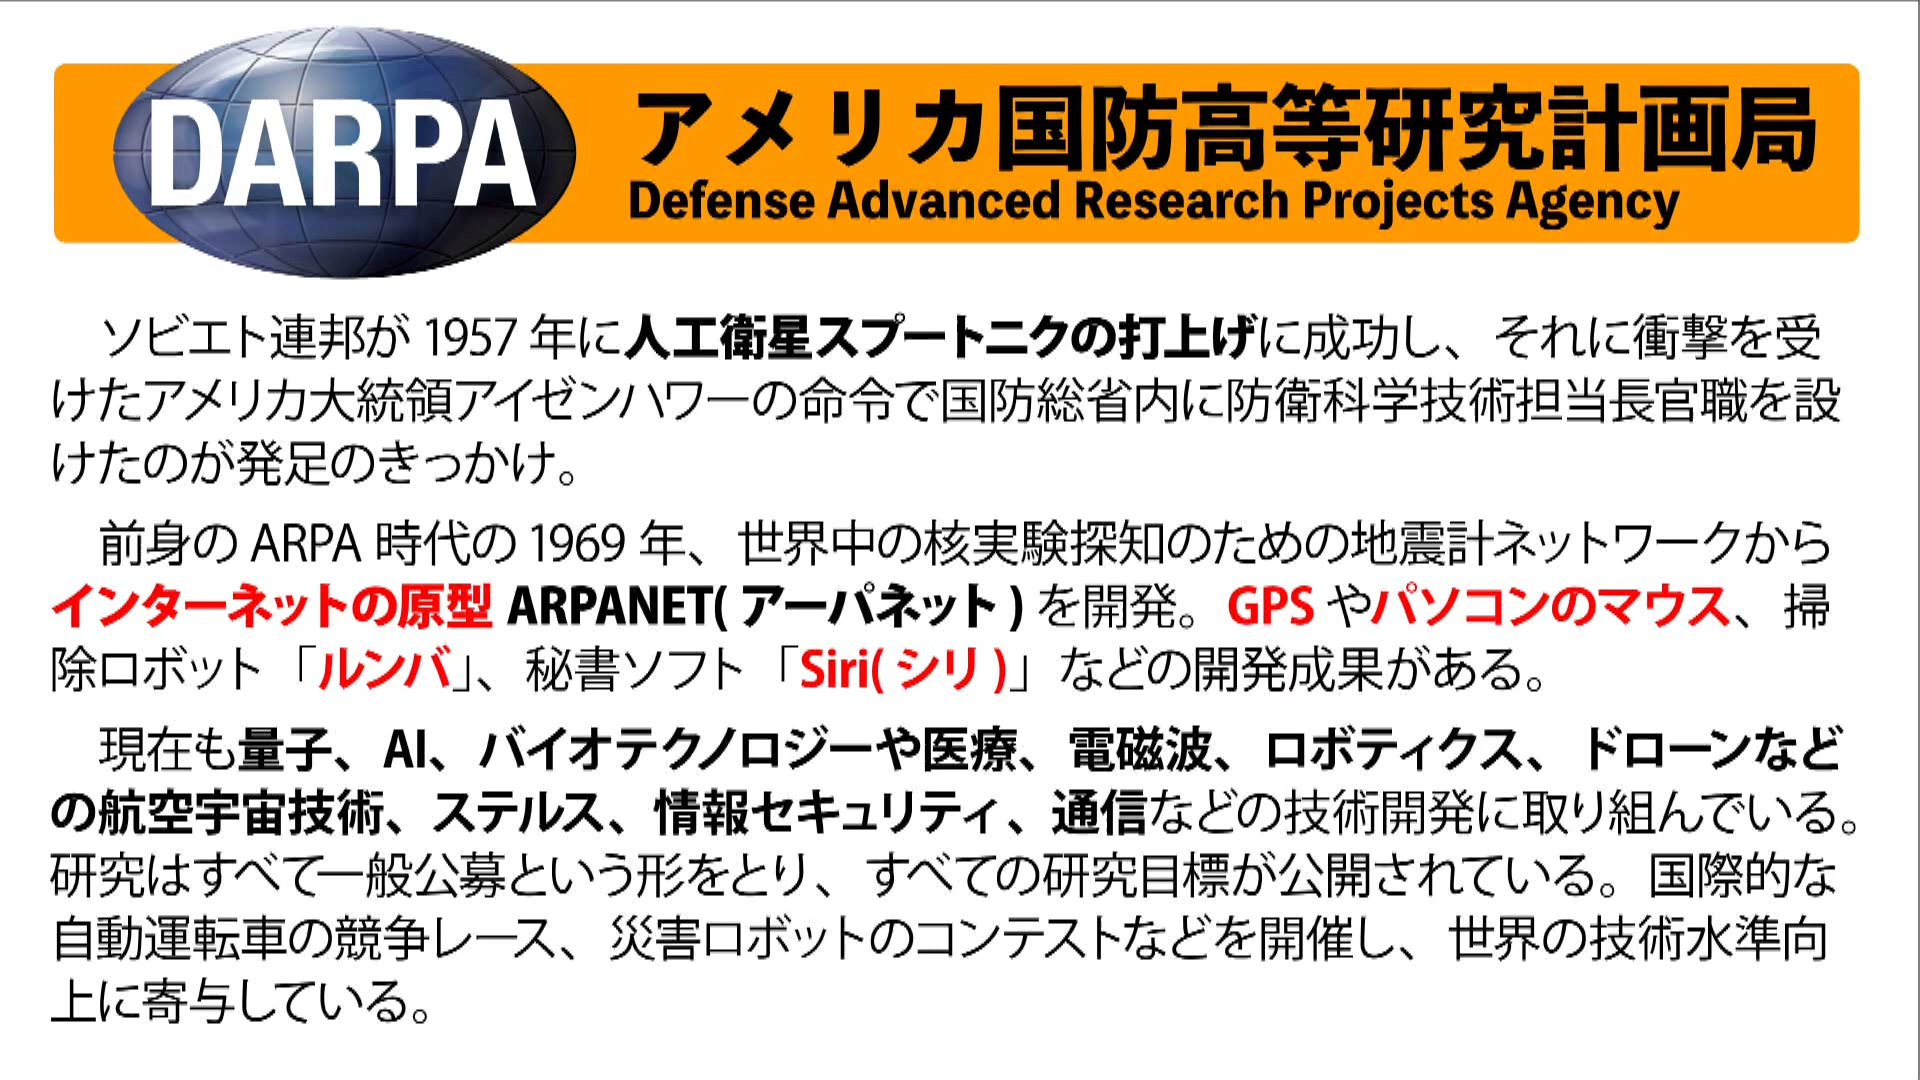 DARPA
アメリカ国防高等研究計画局
Defense Advanced Research Projects Agency
ソビエト連邦が 1957 年に人工衛星スプートニクの打上げに成功し、それに衝撃を受
けたアメリカ大統領アイゼンハワーの命令で国防総省内に防衛科学技術担当長官職を設
けたのが発足のきっかけ。
前身の ARPA 時代の 1969 年、世界中の核実験探知のための地震計ネットワークから
インターネットの原型 ARPANET( アーパネット ) を開発。GPS やパソコンのマウス、掃
除ロボット「ルンバ」、秘書ソフト「Siri( シリ )」などの開発成果がある。
現在も量子、AI、バイオテクノロジーや医療、電磁波、ロボティクス、ドローンなど
の航空宇宙技術、ステルス、情報セキュリティ、通信などの技術開発に取り組んでいる。
研究はすべて一般公募という形をとり、すべての研究目標が公開されている。国際的な
自動運転車の競争レース、災害ロボットのコンテストなどを開催し、世界の技術水準向
上に寄与している。